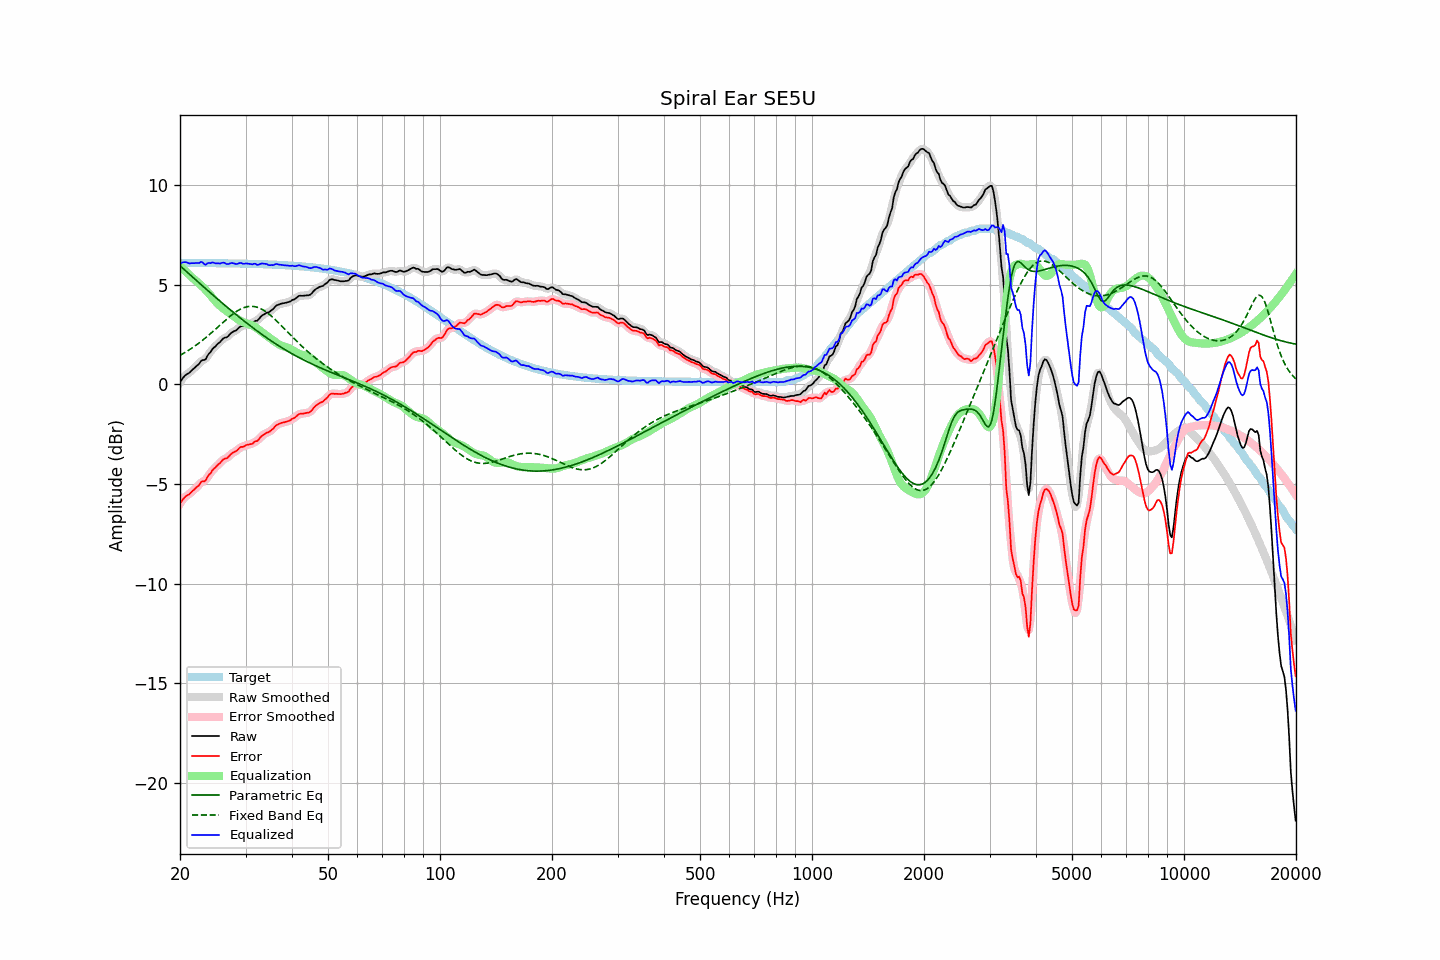 Spiral Ear SE5U
Amplitude (dBr)
10
5
0
−5
−10
−15
−20
Target
Raw Smoothed
Error Smoothed
Raw
Error
Equalization
Parametric Eq
Fixed Band Eq
Equalized
20
50
100
200
500
1000
2000
5000
10000
20000
Frequency (Hz)